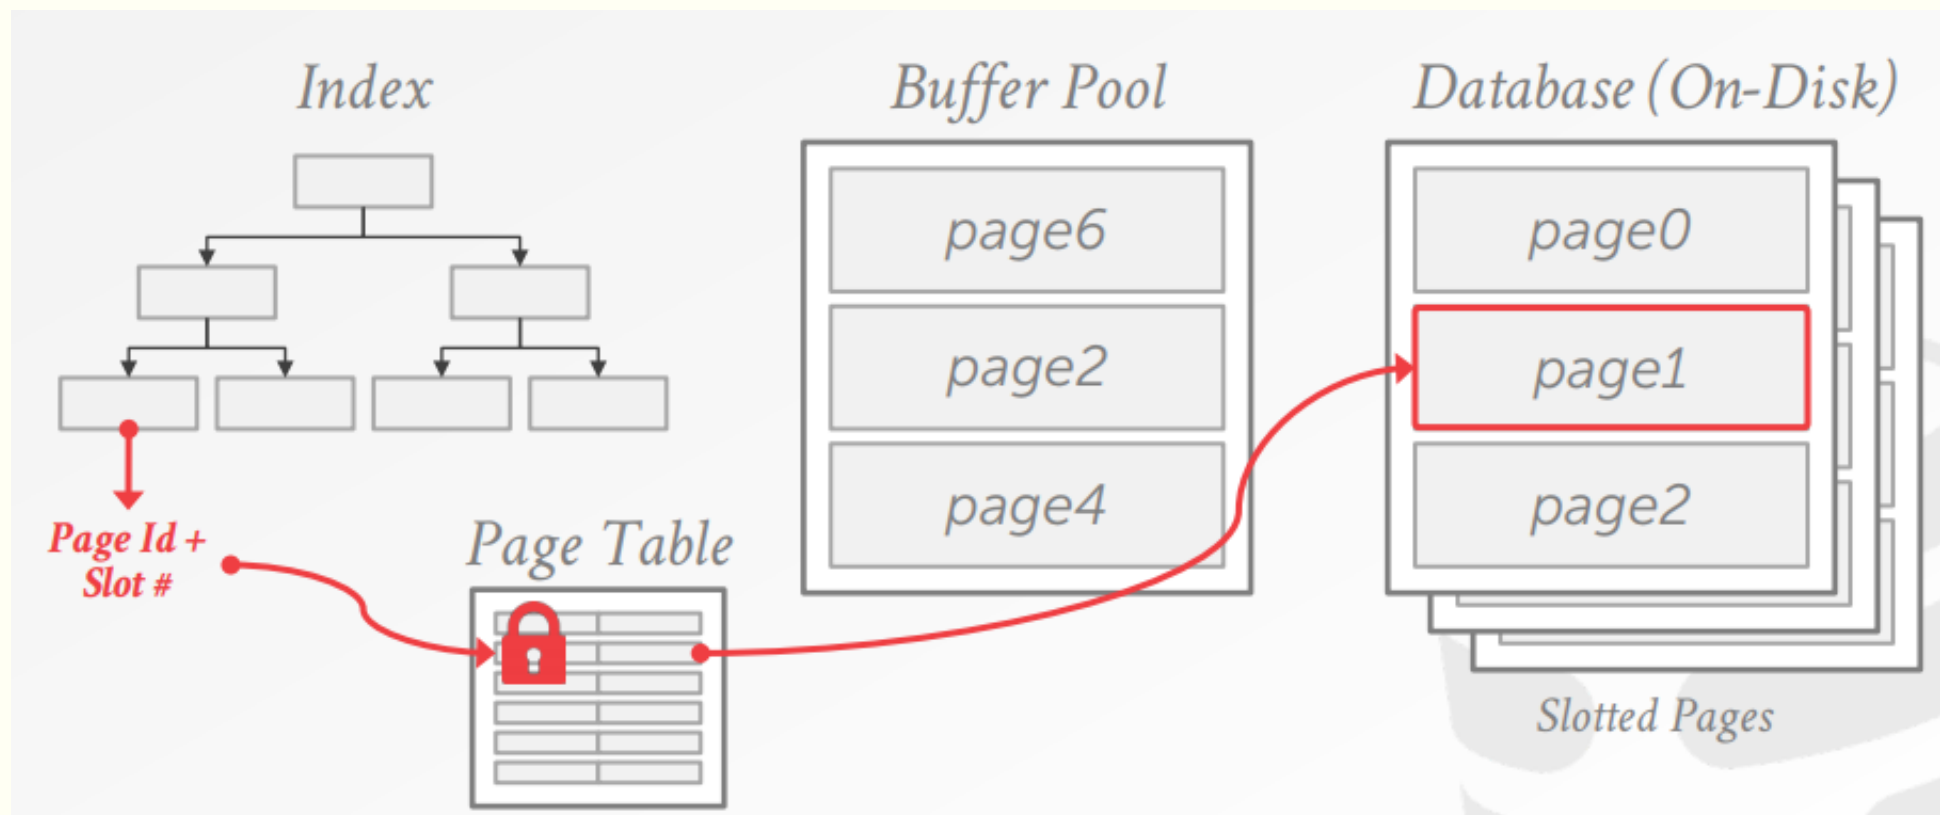 Index
Buffer Pool
Database (On-Disk)
page6
page2
page4
page0
page1
page2
Page Id +
Slot #
Page Table
Slotted Pages